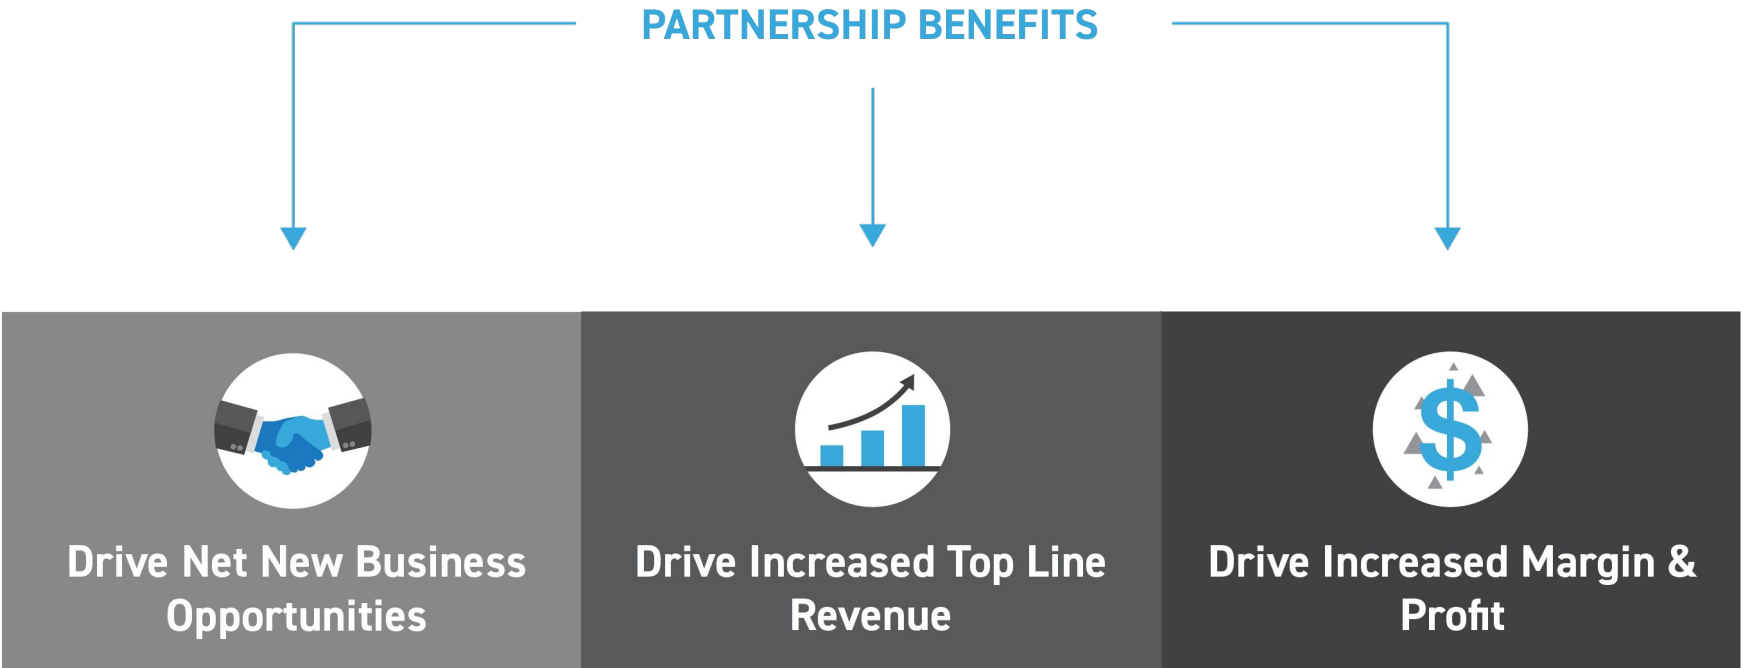 PARTNERSHIP BENEFITS
Drive Net New Business
Opportunities
Drive Increased Top Line
Revenue
Drive Increased Margin &
Profit